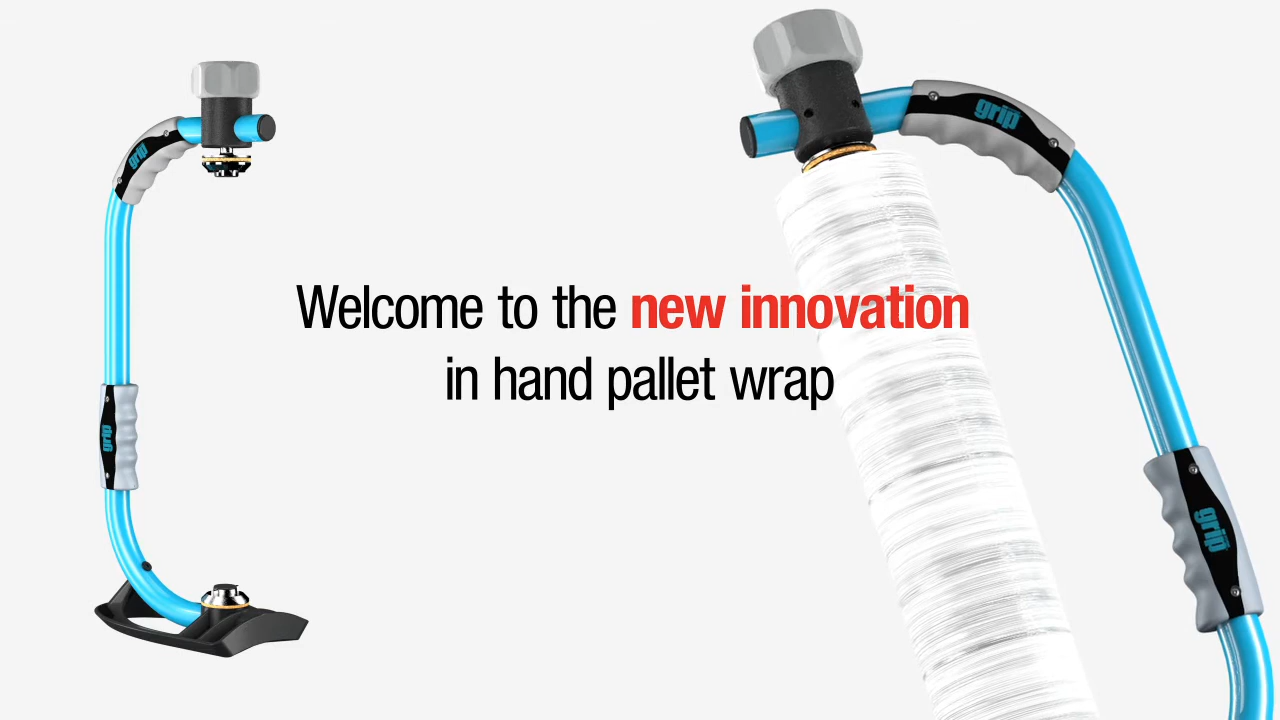 grip
grip
grip
grip
Welcome to the new innovation
in hand pallet wrap